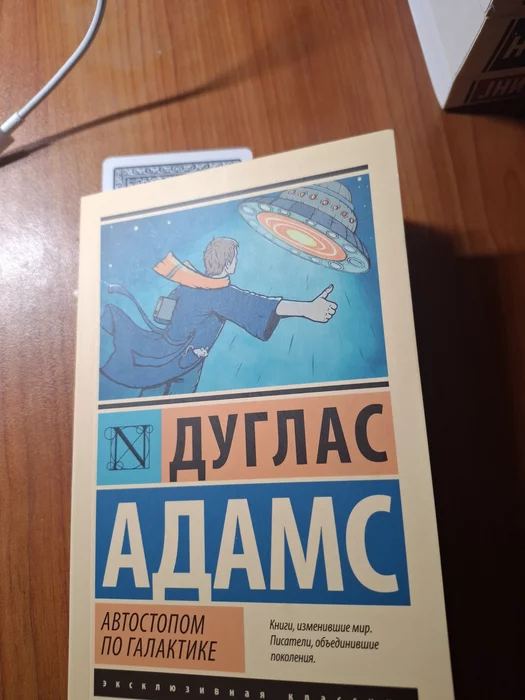 N
ДУГЛАС
АДАМС
АВТОСТОПОМ
ПО ГАЛАКТИКЕ
Книги, изменившие мир.
Писатели, объединившие
поколения.
эксклюзивная